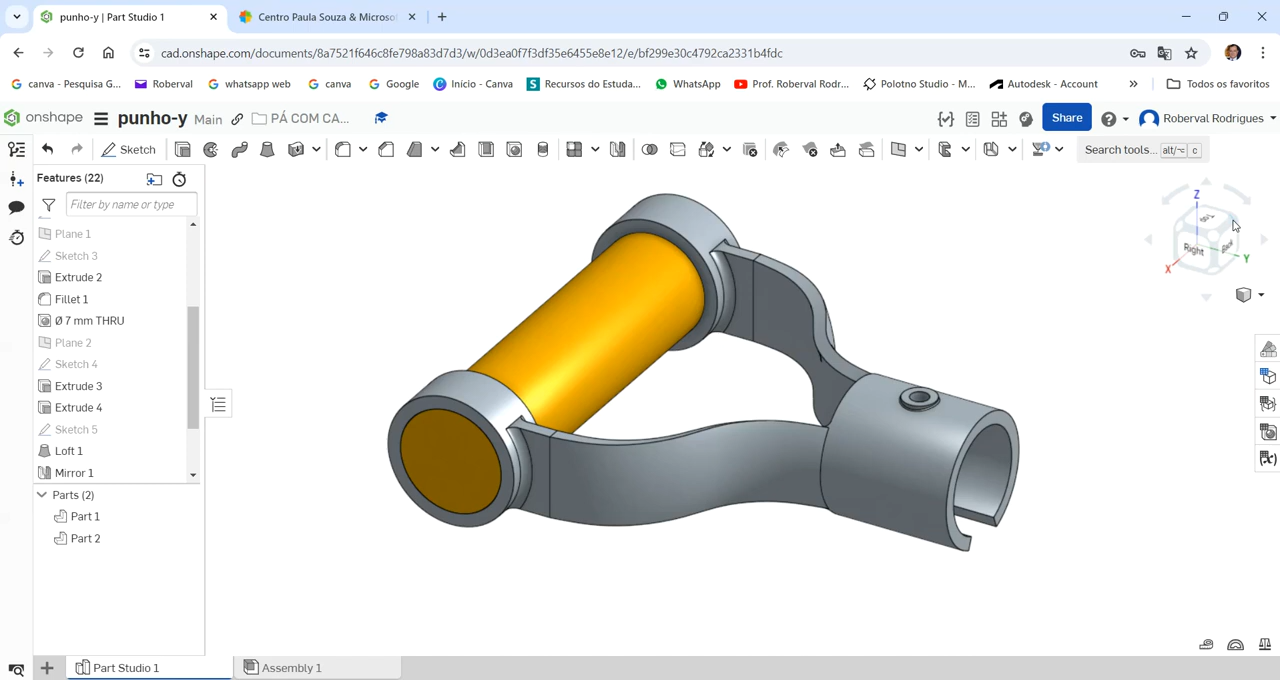 punho-y | Part Studio 1
Centro Paula Souza & Microso
cad.onshape.com/documents/8a7521f646c8fe798a83d7d3/w/0d3ea0f7f3df35e6455e8e12/e/bf299e30c4792ca2331b4fdc
canva - Pesquisa G...
Roberval
whatsapp web
canva
Google
Início - Canva
Recursos do Estuda...
WhatsApp
Prof. Roberval Rodr...
Polotno Studio - M...
Autodesk - Account
Todos os favoritos
onshape
punho-y
Main
PÁ COM CA...
Share
Roberval Rodrigues
Sketch
Search tools...
alt/⌥
c
Features (22)
Filter by name or type
Plane 1
Sketch 3
Extrude 2
Fillet 1
Ø 7 mm THRU
Plane 2
Sketch 4
Extrude 3
Extrude 4
Sketch 5
Loft 1
Mirror 1
Parts (2)
Part 1
Part 2
Z
Right
X
Y
Part Studio 1
Assembly 1